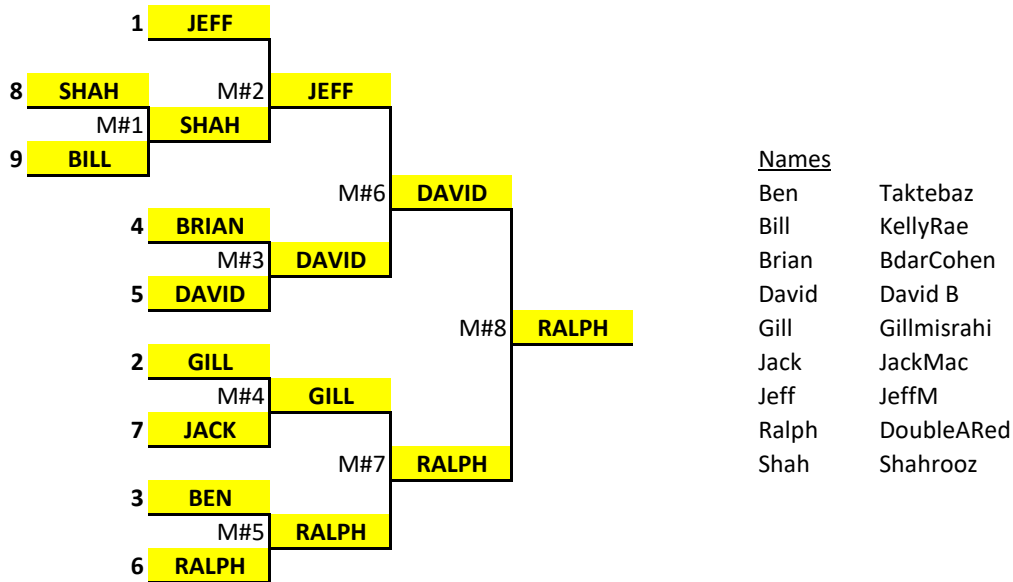 1 JEFF
8 SHAH M#2 JEFF
M#1 SHAH
9 BILL Names
M#6 DAVID Ben Taktebaz
4 BRIAN Bill KellyRae
M#3 DAVID Brian BdarCohen
5 DAVID David David B
M#8 RALPH Gill Gillmisrahi
2 GILL Jack JackMac
M#4 GILL Jeff JeffM
7 JACK Ralph DoubleARed
M#7 RALPH Shah Shahrooz
3 BEN
M#5 RALPH
6 RALPH